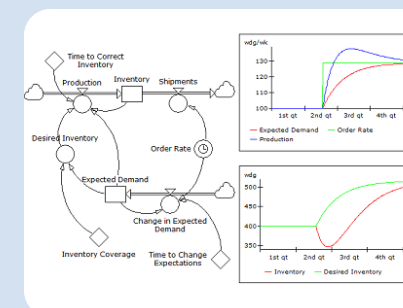 Time to Correct
Inventory
Production
Inventory
Shipments
Desired Inventory
Order Rate
Expected Demand
Change in Expected
Demand
Inventory Coverage
Time to Change
Expectations
wdg/wk
130
120
110
100
1st qt 2nd qt 3rd qt 4th qt
Expected Demand Order Rate
Production
wdg
500
450
400
350
1st qt 2nd qt 3rd qt 4th qt
Inventory Desired Inventory